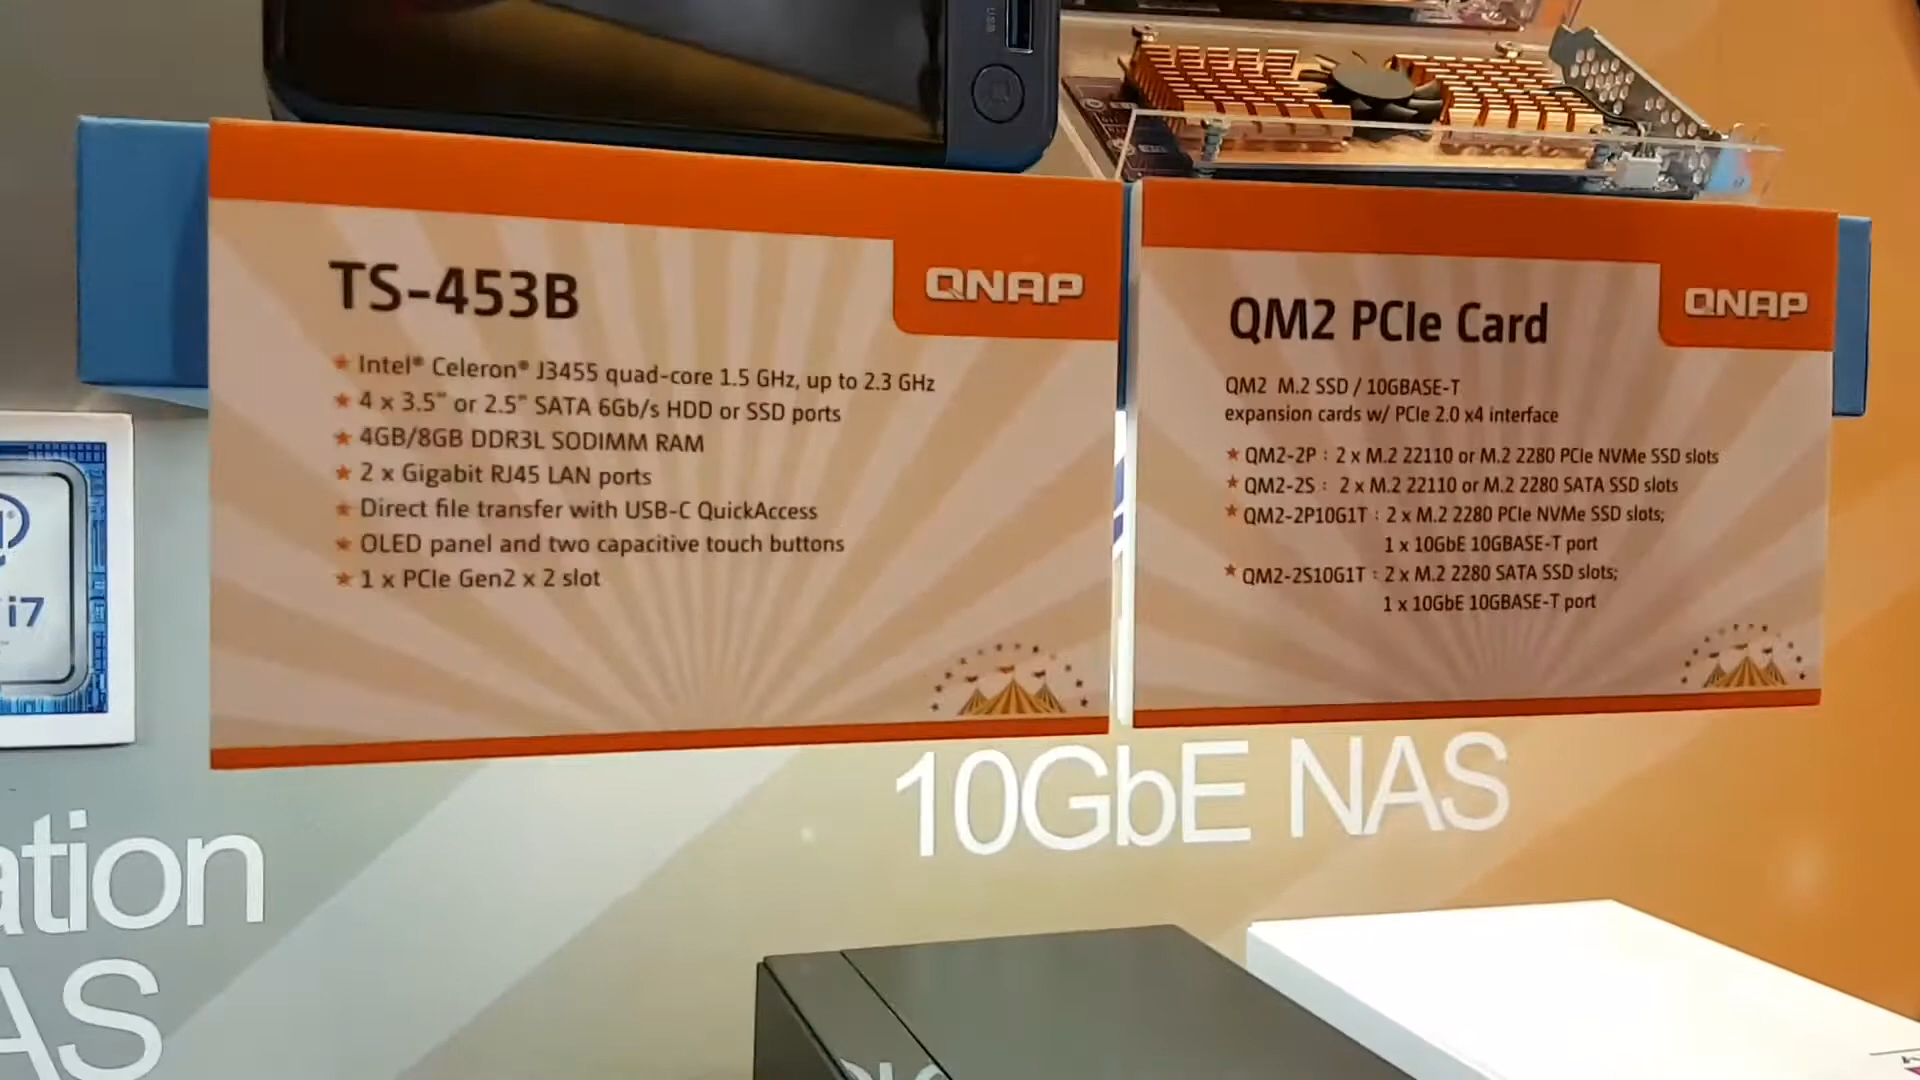 USB
QNAP
TS-453B
★ Intel® Celeron® J3455 quad-core 1.5 GHz, up to 2.3 GHz
★ 4 x 3.5" or 2.5" SATA 6Gb/s HDD or SSD ports
★ 4GB/8GB DDR3L SODIMM RAM
★ 2 x Gigabit RJ45 LAN ports
★ Direct file transfer with USB-C QuickAccess
★ OLED panel and two capacitive touch buttons
★ 1 x PCIe Gen2 x 2 slot
QNAP
QM2 PCIe Card
QM2 M.2 SSD / 10GBASE-T
expansion cards w/ PCIe 2.0 x4 interface
★ QM2-2P : 2 x M.2 22110 or M.2 2280 PCIe NVMe SSD slots
★ QM2-2S : 2 x M.2 22110 or M.2 2280 SATA SSD slots
★ QM2-2P10G1T : 2 x M.2 2280 PCIe NVMe SSD slots;
1 x 10GbE 10GBASE-T port
★ QM2-2S10G1T : 2 x M.2 2280 SATA SSD slots;
1 x 10GbE 10GBASE-T port
i7
10GbE NAS
ation
AS